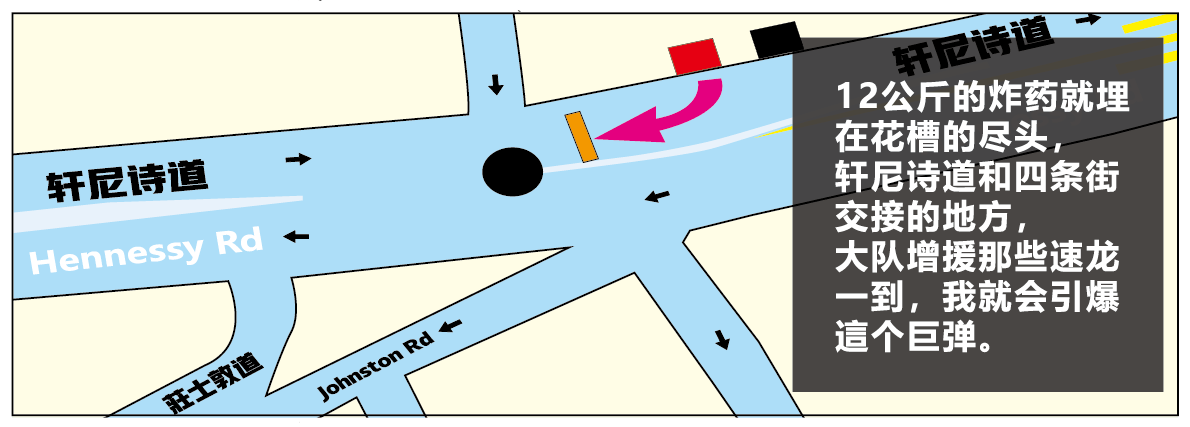 轩尼诗道
12公斤的炸药就埋
在花槽的尽头，
轩尼诗道和四条街
交接的地方，
大队增援那些速龙
一到，我就会引爆
這個巨弹。
轩尼诗道
Hennessy Rd
Johnston Rd
莊士敦道